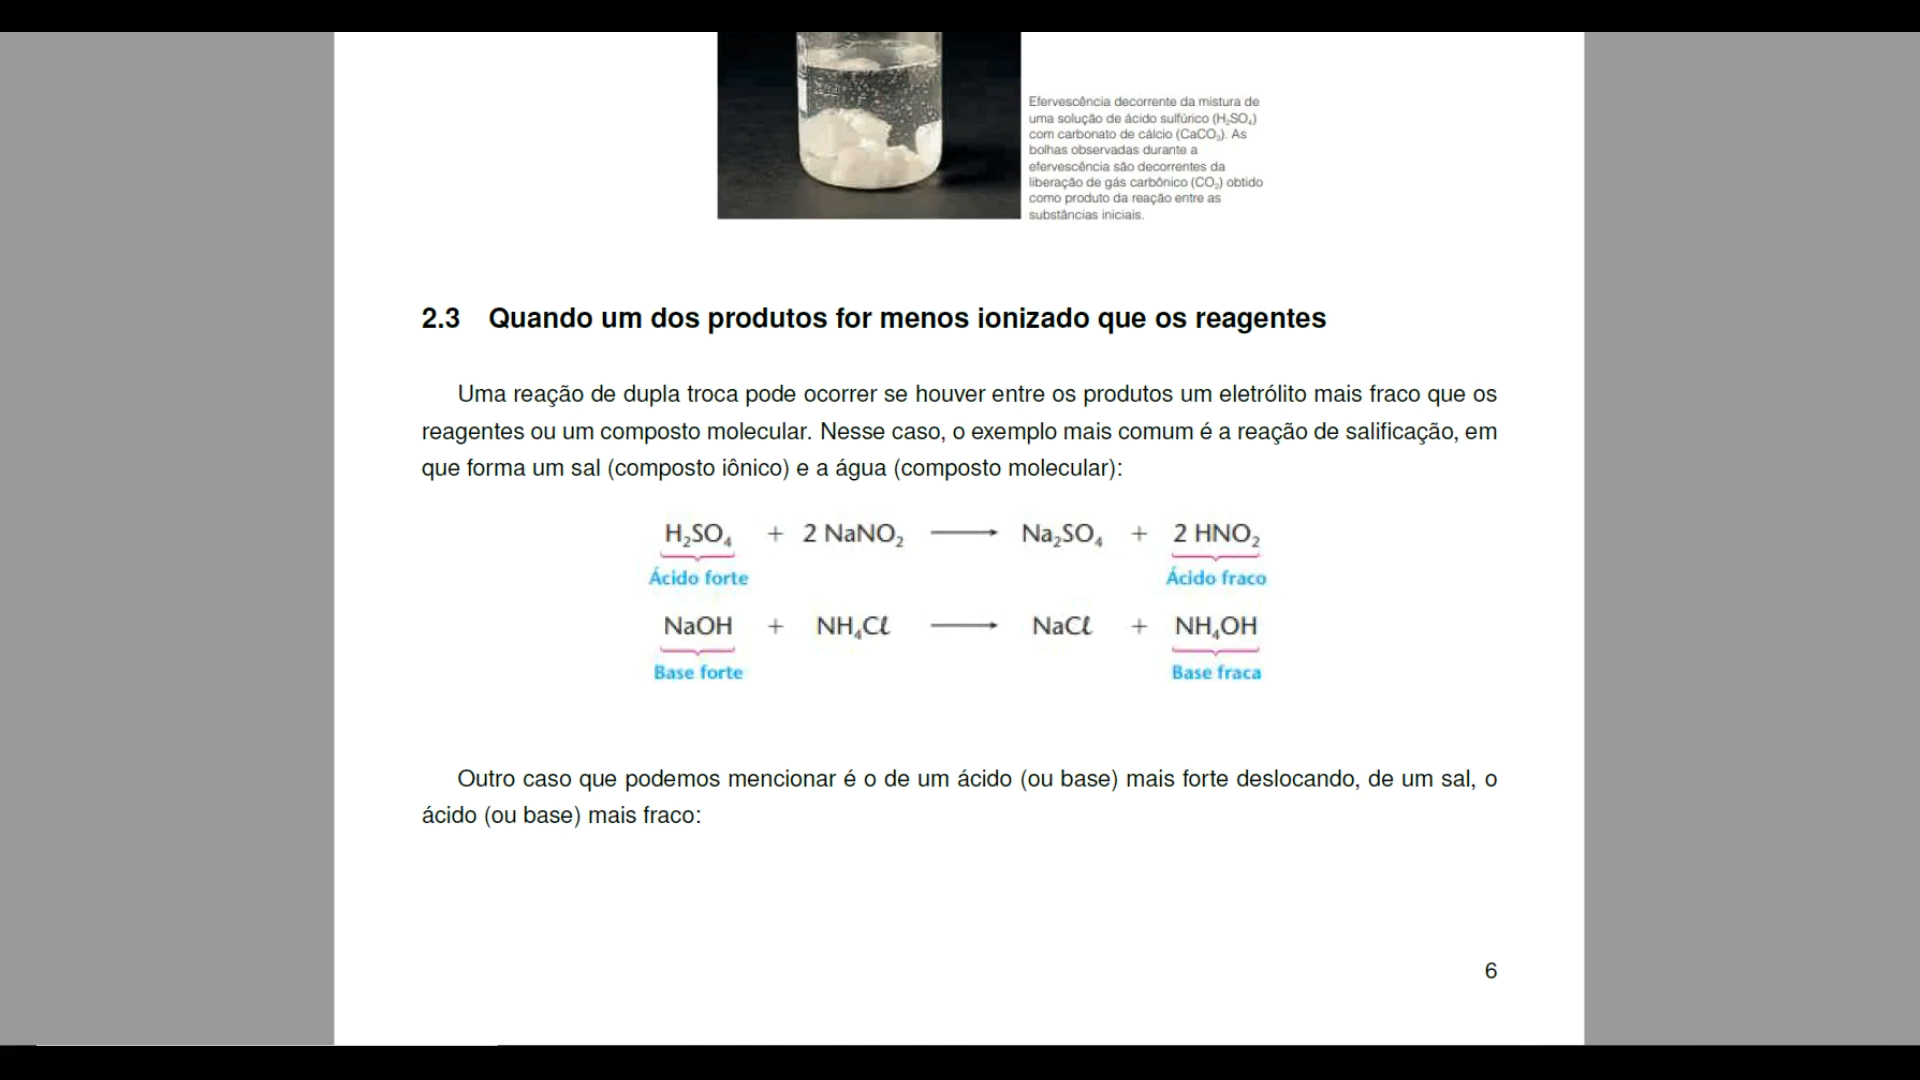 Efervescência decorrente da mistura de
uma solução de ácido sulfúrico (H₂SO₄)
com carbonato de cálcio (CaCO₃). As
bolhas observadas durante a
efervescência são decorrentes da
liberação de gás carbônico (CO₂) obtido
como produto da reação entre as
substâncias iniciais.
2.3 Quando um dos produtos for menos ionizado que os reagentes
Uma reação de dupla troca pode ocorrer se houver entre os produtos um eletrólito mais fraco que os
reagentes ou um composto molecular. Nesse caso, o exemplo mais comum é a reação de salificação, em
que forma um sal (composto iônico) e a água (composto molecular):
H₂SO₄ + 2 NaNO₂ ⟶ Na₂SO₄ + 2 HNO₂
Ácido forte Ácido fraco
NaOH + NH₄Cℓ ⟶ NaCℓ + NH₄OH
Base forte Base fraca
Outro caso que podemos mencionar é o de um ácido (ou base) mais forte deslocando, de um sal, o
ácido (ou base) mais fraco:
6